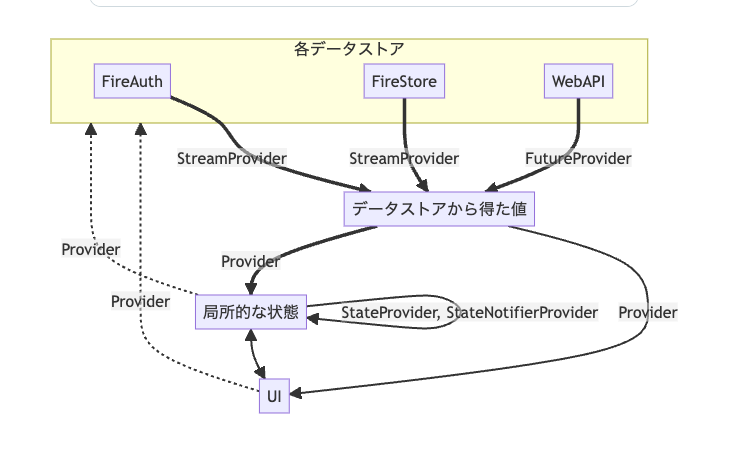 各データストア
FireAuth
FireStore
WebAPI
StreamProvider
StreamProvider
FutureProvider
データストアから得た値
Provider
Provider
Provider
局所的な状態
StateProvider, StateNotifierProvider
Provider
UI